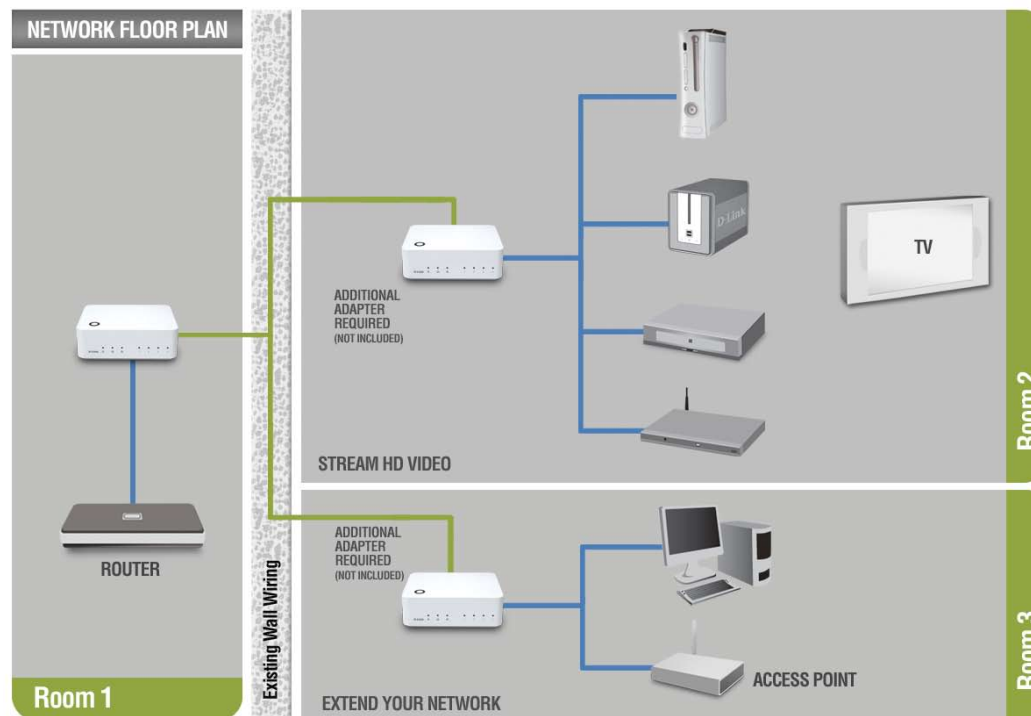 NETWORK FLOOR PLAN
ROUTER
Room 1
Existing Wall Wiring
ADDITIONAL
ADAPTER
REQUIRED
(NOT INCLUDED)
D-Link
TV
STREAM HD VIDEO
Room 2
ADDITIONAL
ADAPTER
REQUIRED
(NOT INCLUDED)
ACCESS POINT
EXTEND YOUR NETWORK
Room 3